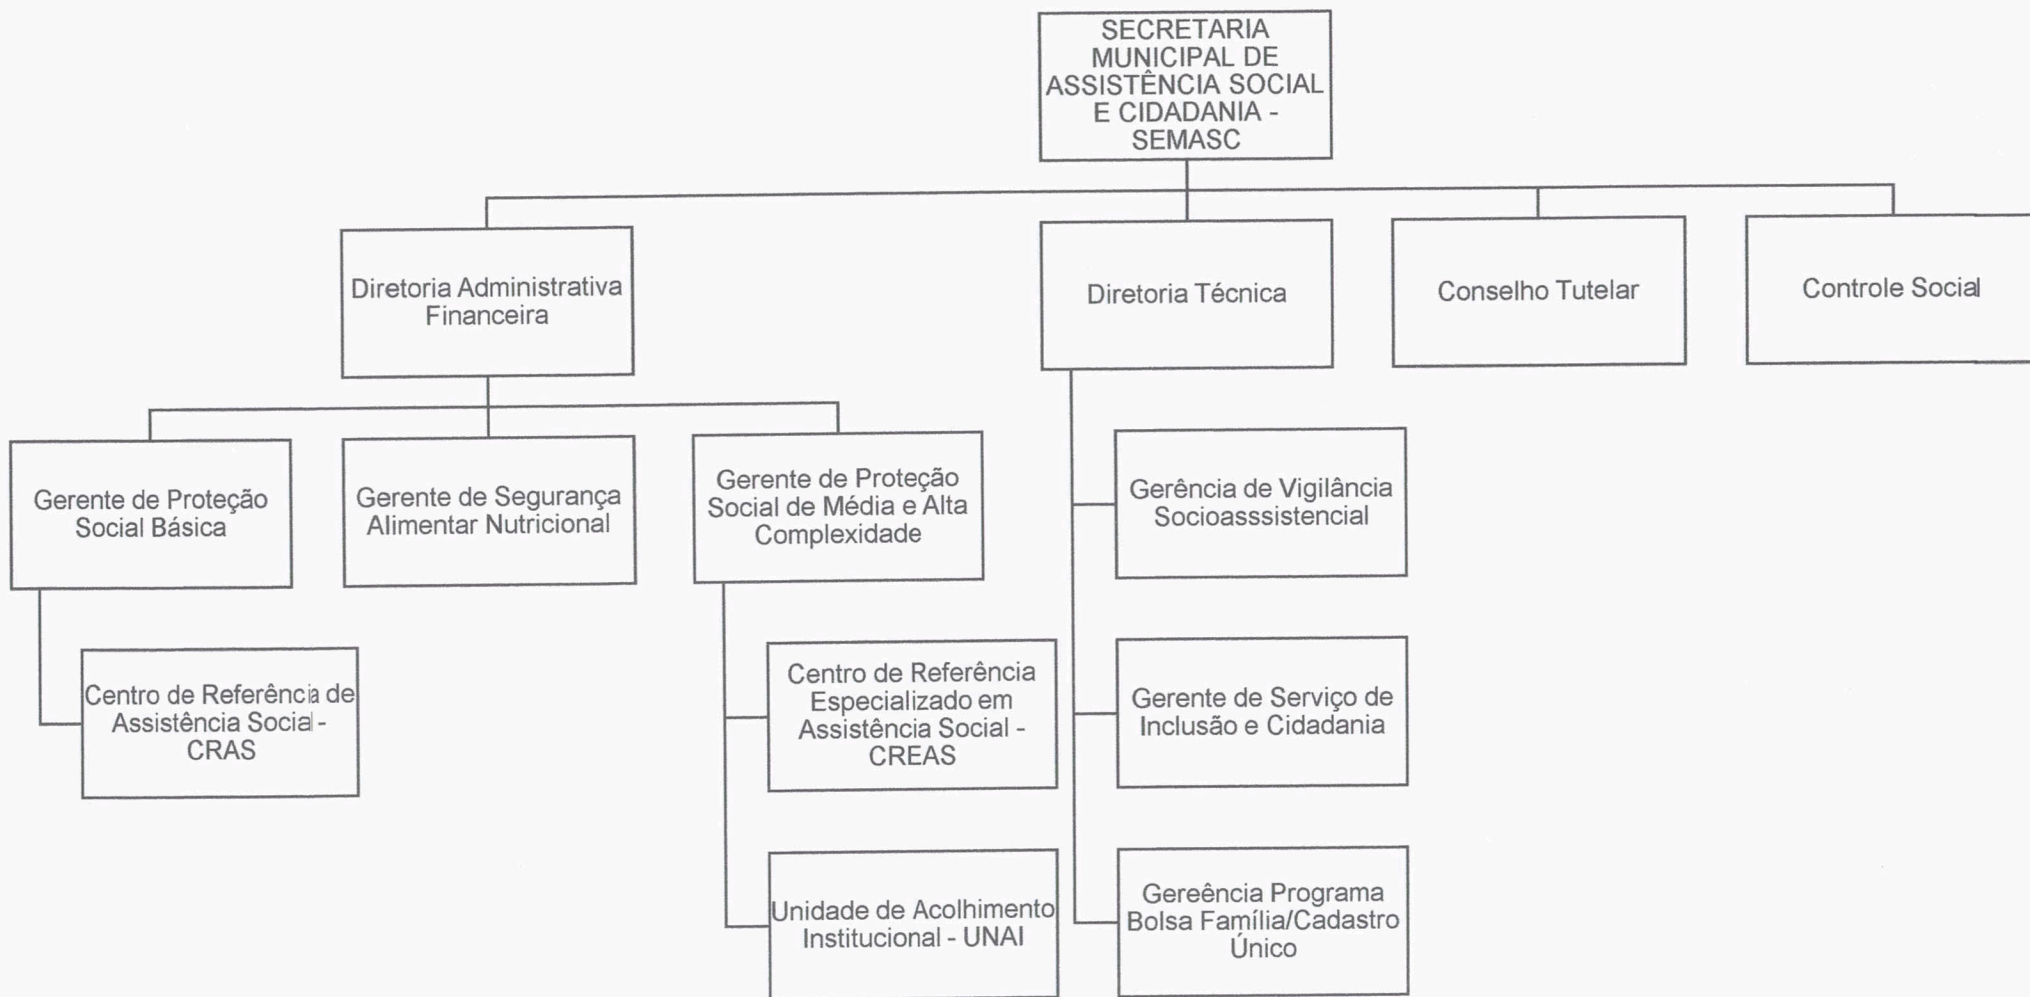 SECRETARIA
MUNICIPAL DE
ASSISTÊNCIA SOCIAL
E CIDADANIA -
SEMASC
Diretoria Administrativa
Financeira
Diretoria Técnica
Conselho Tutelar
Controle Social
Gerente de Proteção
Social Básica
Gerente de Segurança
Alimentar Nutricional
Gerente de Proteção
Social de Média e Alta
Complexidade
Gerência de Vigilância
Socioasssistencial
Centro de Referência de
Assistência Social -
CRAS
Centro de Referência
Especializado em
Assistência Social -
CREAS
Gerente de Serviço de
Inclusão e Cidadania
Unidade de Acolhimento
Institucional - UNAI
Gereência Programa
Bolsa Família/Cadastro
Único